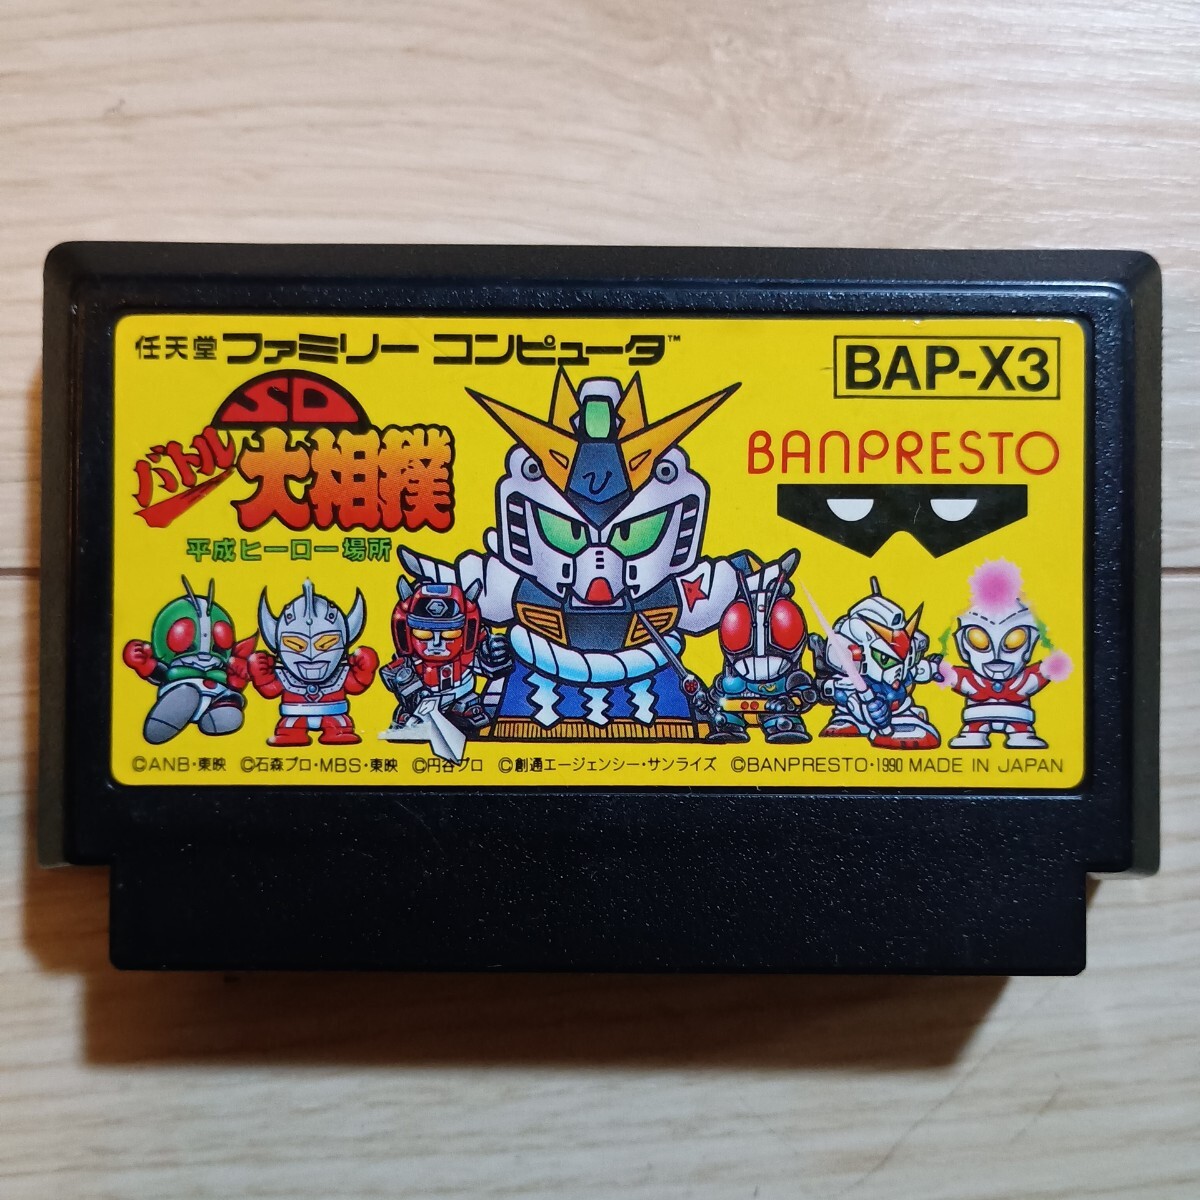 任天堂 ファミリー コンピュータ™
BAP-X3
SD
バトル
大相撲
平成ヒーロー場所
BANPRESTO
©ANB・東映 ©石森プロ・MBS・東映 ©円谷プロ ©創通エージェンシー・サンライズ ©BANPRESTO・1990 MADE IN JAPAN